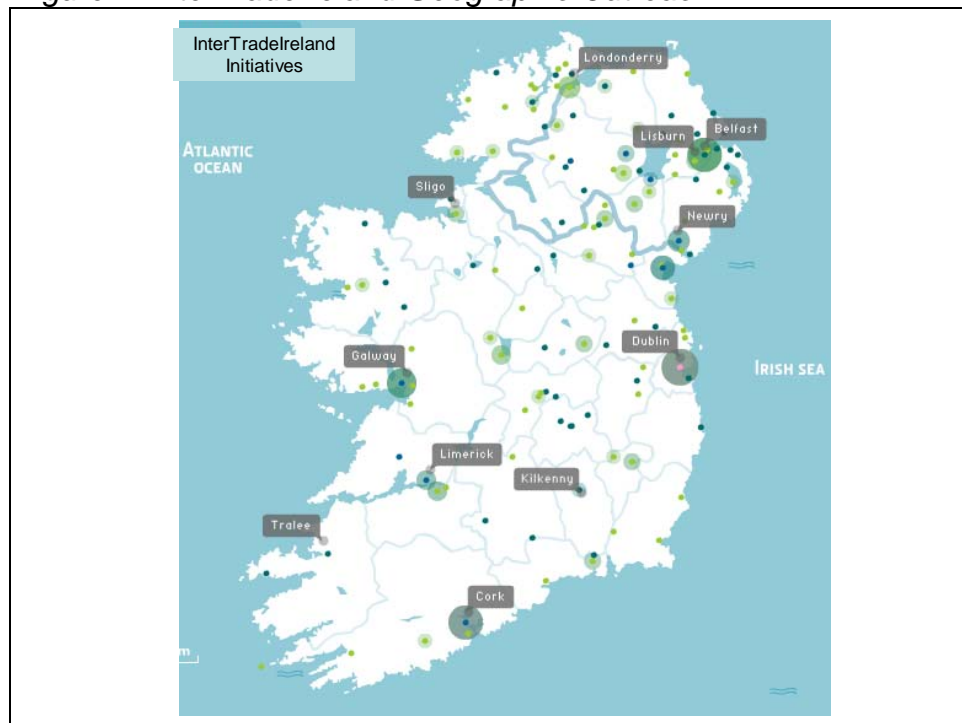 InterTradeIreland
Initiatives
Londonderry
Lisburn
Belfast
ATLANTIC
OCEAN
Sligo
Newry
Galway
Dublin
IRISH SEA
Limerick
Kilkenny
Tralee
Cork
m